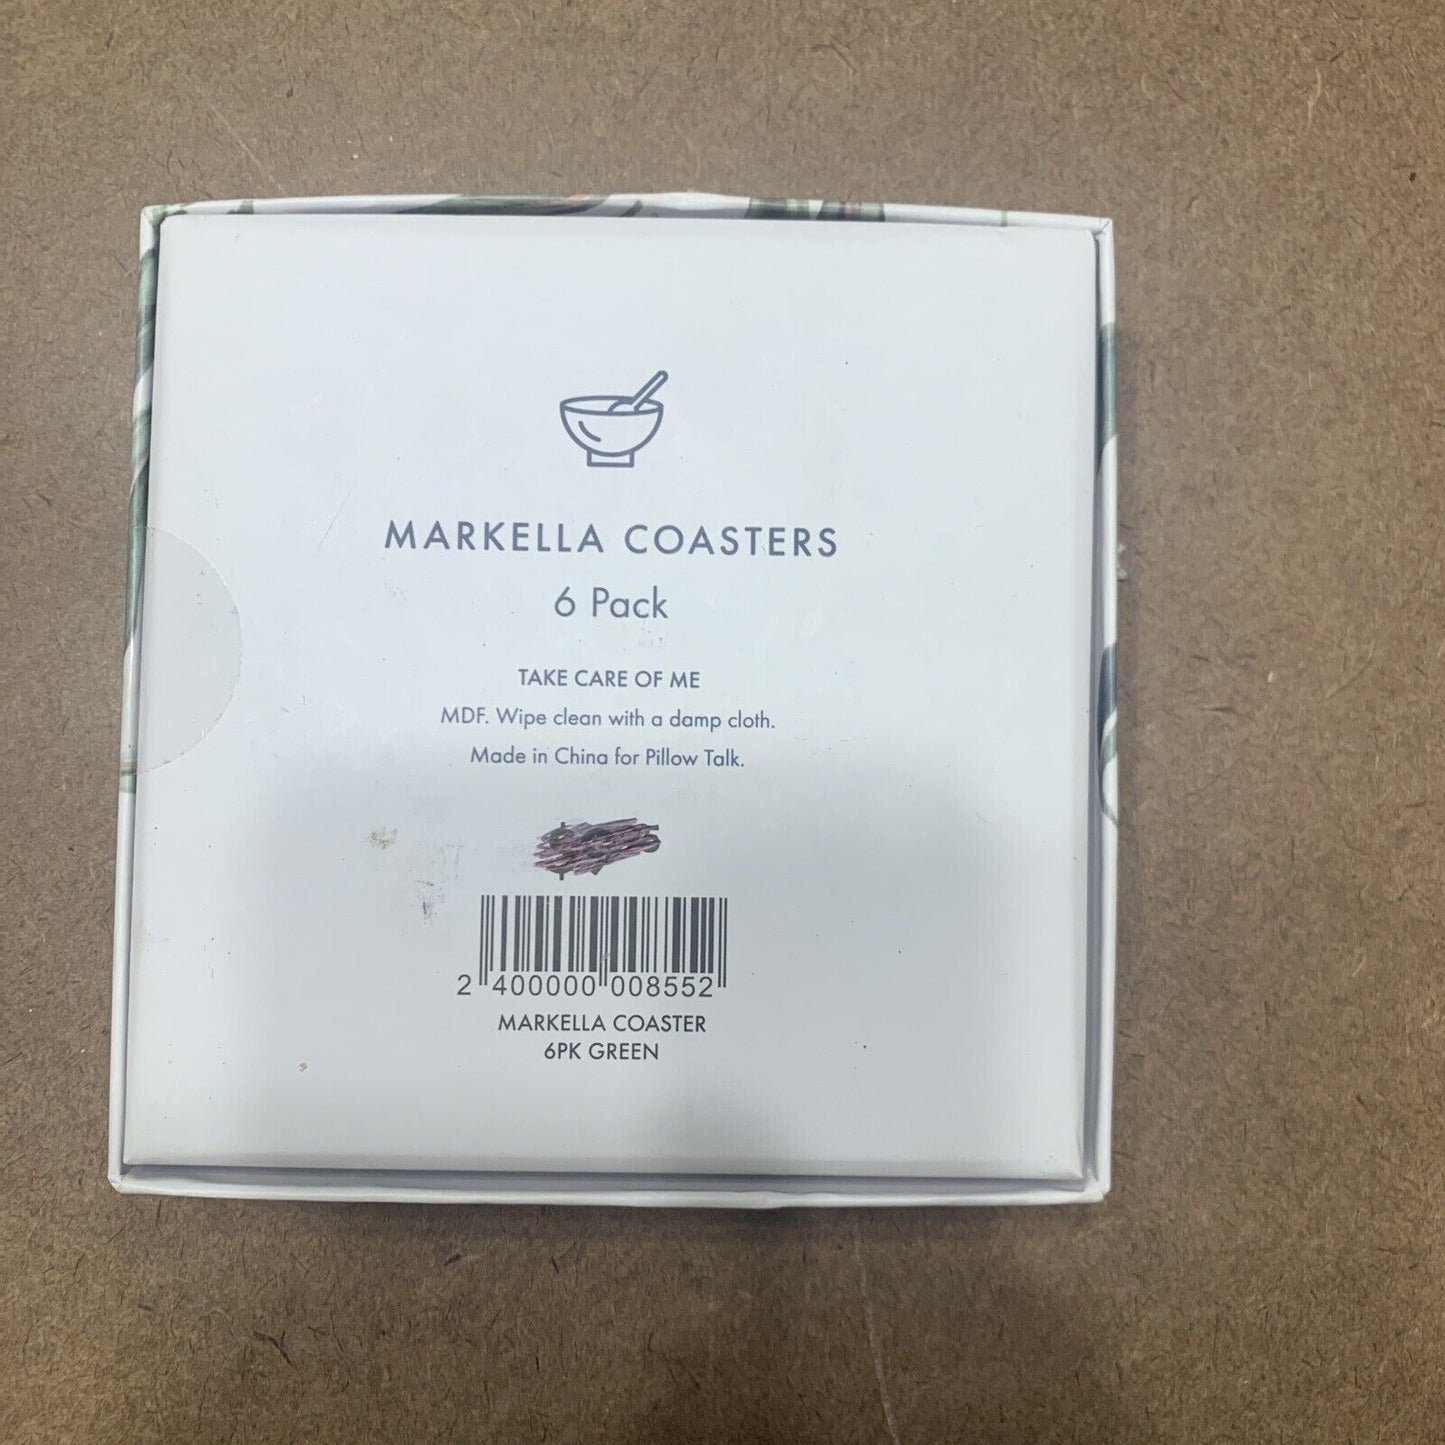 MARKELLA COASTERS
6 Pack
TAKE CARE OF ME
MDF. Wipe clean with a damp cloth.
Made in China for Pillow Talk.
2 400000 008552
MARKELLA COASTER
6PK GREEN